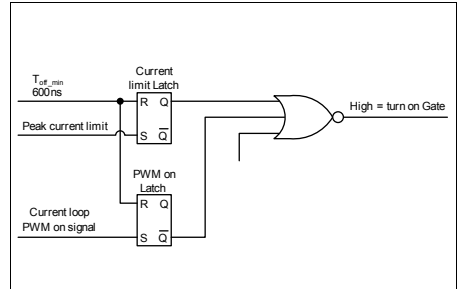 Toff_min
600ns
Current
limit Latch
R Q
S Q̅
Peak current limit
High = turn on Gate
PWM on
Latch
R Q
S Q̅
Current loop
PWM on signal